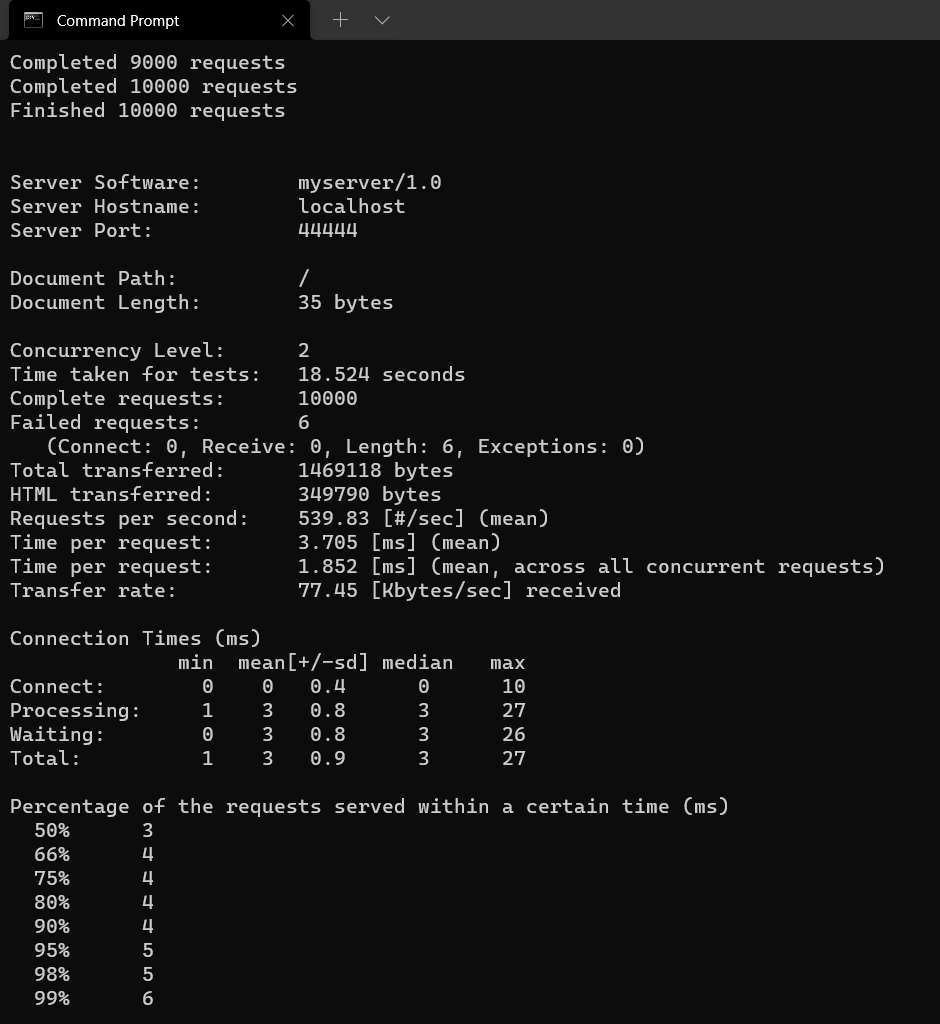 Command Prompt
Completed 9000 requests
Completed 10000 requests
Finished 10000 requests
Server Software:        myserver/1.0
Server Hostname:        localhost
Server Port:            44444
Document Path:          /
Document Length:        35 bytes
Concurrency Level:      2
Time taken for tests:   18.524 seconds
Complete requests:      10000
Failed requests:        6
   (Connect: 0, Receive: 0, Length: 6, Exceptions: 0)
Total transferred:      1469118 bytes
HTML transferred:       349790 bytes
Requests per second:    539.83 [#/sec] (mean)
Time per request:       3.705 [ms] (mean)
Time per request:       1.852 [ms] (mean, across all concurrent requests)
Transfer rate:          77.45 [Kbytes/sec] received
Connection Times (ms)
              min  mean[+/-sd] median   max
Connect:        0    0   0.4      0      10
Processing:     1    3   0.8      3      27
Waiting:        0    3   0.8      3      26
Total:          1    3   0.9      3      27
Percentage of the requests served within a certain time (ms)
  50%      3
  66%      4
  75%      4
  80%      4
  90%      4
  95%      5
  98%      5
  99%      6